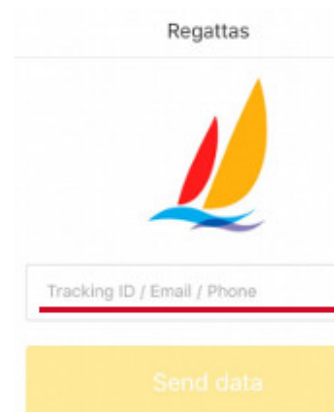 Regattas
Tracking ID / Email / Phone
Send data